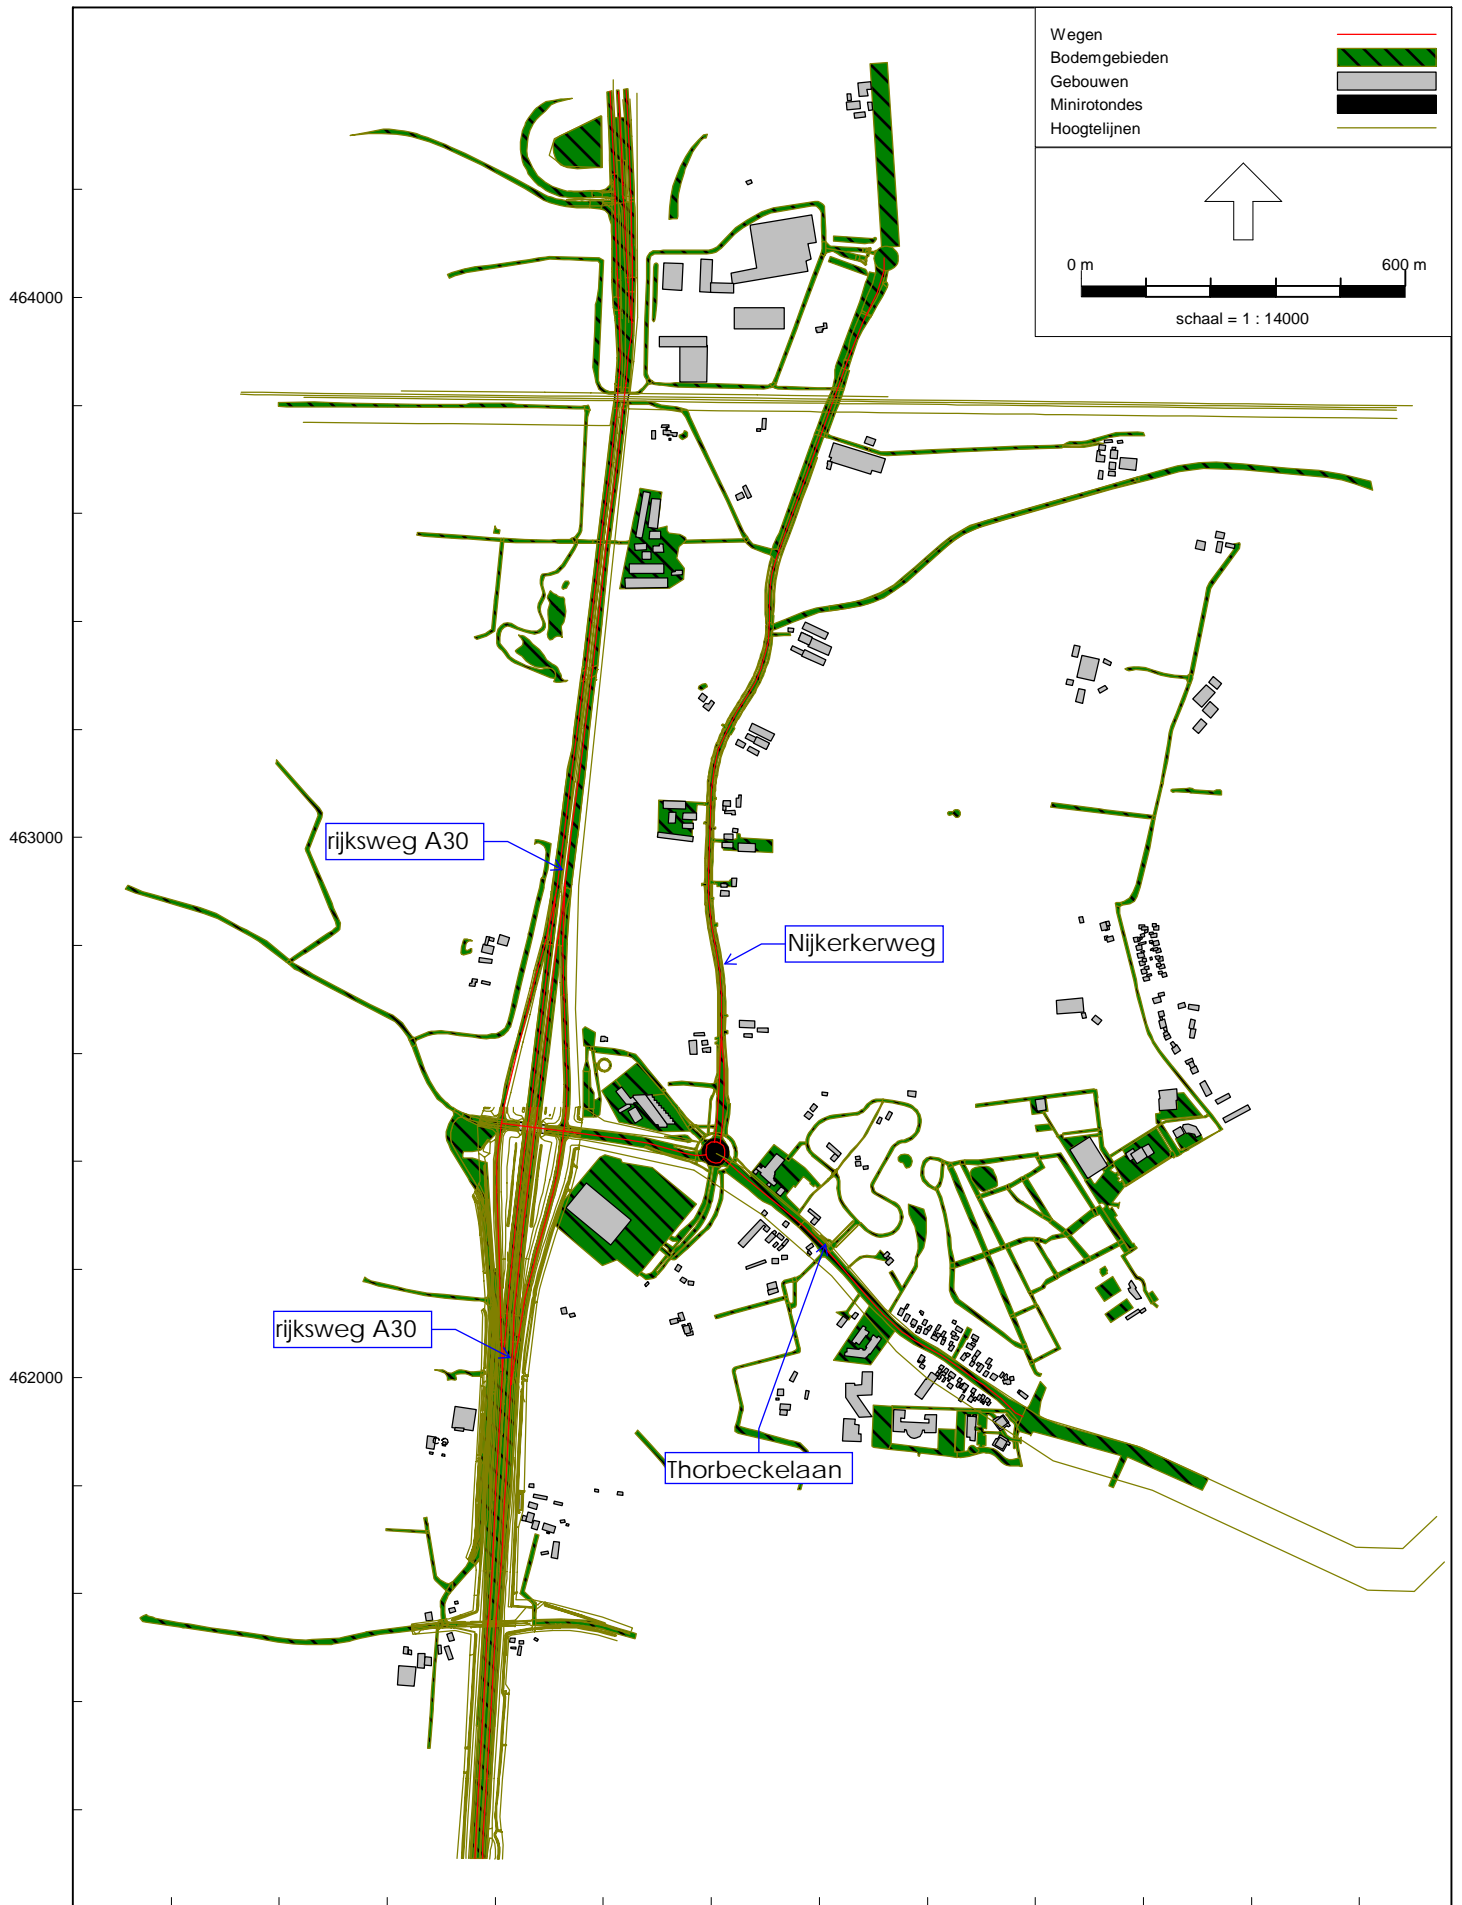 Wegen
Bodemgebieden
Gebouwen
Minirotondes
Hoogtelijnen
0 m
600 m
schaal = 1 : 14000
464000
463000
rijksweg A30
Nijkerkerweg
rijksweg A30
462000
Thorbeckelaan